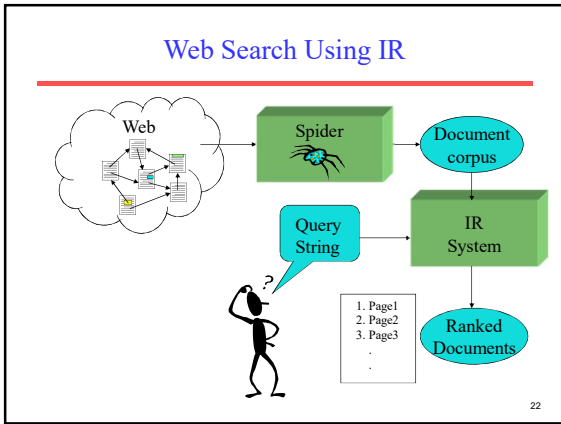 Web Search Using IR
Web
Spider
Document
corpus
Query
String
IR
System
?
1. Page1
2. Page2
3. Page3
.
.
Ranked
Documents
22